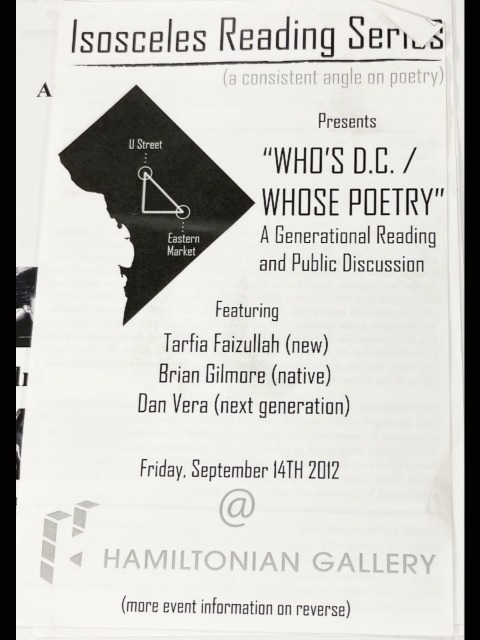 Isosceles Reading Series
(a consistent angle on poetry)
A
Presents
U Street
"WHO'S D.C. /
WHOSE POETRY"
Eastern
Market
A Generational Reading
and Public Discussion
Featuring
Tarfia Faizullah (new)
Brian Gilmore (native)
Dan Vera (next generation)
Friday, September 14TH 2012
@
HAMILTONIAN GALLERY
(more event information on reverse)